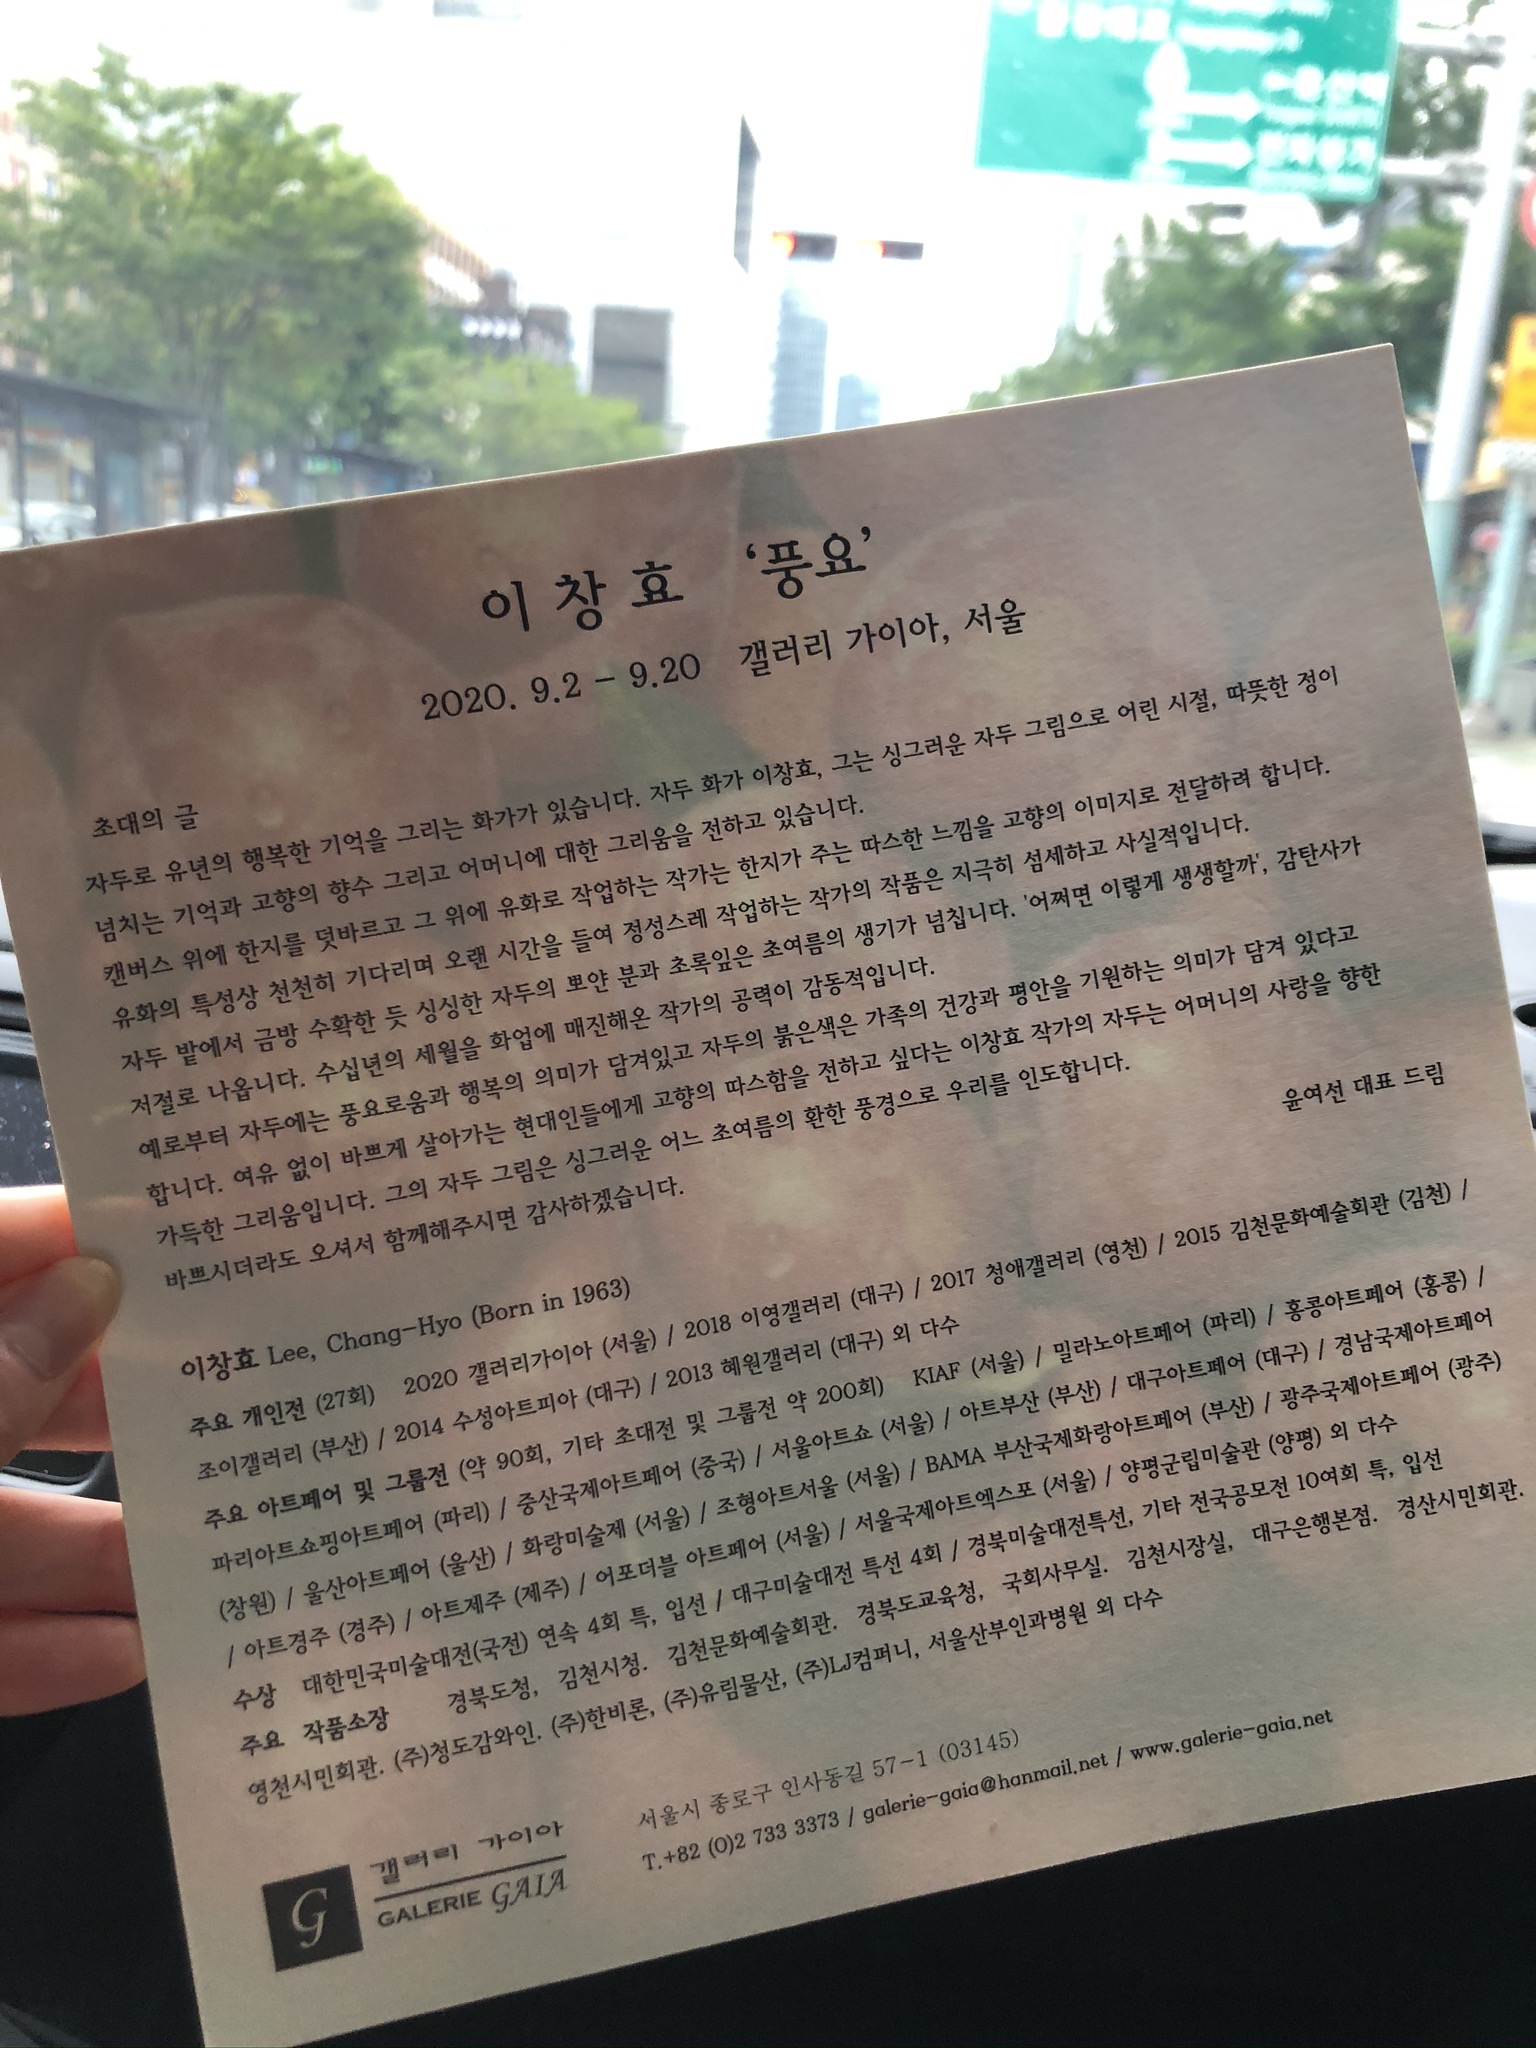 이창효 ‘풍요’
2020. 9.2 - 9.20 갤러리 가이아, 서울
초대의 글
자두로 유년의 행복한 기억을 그리는 화가가 있습니다. 자두 화가 이창효, 그는 싱그러운 자두 그림으로 어린 시절, 따뜻한 정이
넘치는 기억과 고향의 향수 그리고 어머니에 대한 그리움을 전하고 있습니다.
캔버스 위에 한지를 덧바르고 그 위에 유화로 작업하는 작가는 한지가 주는 따스한 느낌을 고향의 이미지로 전달하려 합니다.
유화의 특성상 천천히 기다리며 오랜 시간을 들여 정성스레 작업하는 작가의 작품은 지극히 섬세하고 사실적입니다.
자두 밭에서 금방 수확한 듯 싱싱한 자두의 뽀얀 분과 초록잎은 초여름의 생기가 넘칩니다. '어쩌면 이렇게 생생할까', 감탄사가
저절로 나옵니다. 수십년의 세월을 화업에 매진해온 작가의 공력이 감동적입니다.
예로부터 자두에는 풍요로움과 행복의 의미가 담겨있고 자두의 붉은색은 가족의 건강과 평안을 기원하는 의미가 담겨 있다고
합니다. 여유 없이 바쁘게 살아가는 현대인들에게 고향의 따스함을 전하고 싶다는 이창효 작가의 자두는 어머니의 사랑을 향한
가득한 그리움입니다. 그의 자두 그림은 싱그러운 어느 초여름의 환한 풍경으로 우리를 인도합니다.
바쁘시더라도 오셔서 함께해주시면 감사하겠습니다.
윤여선 대표 드림
이창효 Lee, Chang-Hyo (Born in 1963)
주요 개인전 (27회) 2020 갤러리가이아 (서울) / 2018 이영갤러리 (대구) / 2017 청애갤러리 (영천) / 2015 김천문화예술회관 (김천) /
조이갤러리 (부산) / 2014 수성아트피아 (대구) / 2013 혜원갤러리 (대구) 외 다수
주요 아트페어 및 그룹전 (약 90회, 기타 초대전 및 그룹전 약 200회) KIAF (서울) / 밀라노아트페어 (파리) / 홍콩아트페어 (홍콩) /
파리아트쇼핑아트페어 (파리) / 중산국제아트페어 (중국) / 서울아트쇼 (서울) / 아트부산 (부산) / 대구아트페어 (대구) / 경남국제아트페어
(창원) / 울산아트페어 (울산) / 화랑미술제 (서울) / 조형아트서울 (서울) / BAMA 부산국제화랑아트페어 (부산) / 광주국제아트페어 (광주)
/ 아트경주 (경주) / 아트제주 (제주) / 어포더블 아트페어 (서울) / 서울국제아트엑스포 (서울) / 양평군립미술관 (양평) 외 다수
수상 대한민국미술대전(국전) 연속 4회 특, 입선 / 대구미술대전 특선 4회 / 경북미술대전특선, 기타 전국공모전 10여회 특, 입선
주요 작품소장 경북도청, 김천시청. 김천문화예술회관. 경북도교육청, 국회사무실. 김천시장실, 대구은행본점. 경산시민회관.
영천시민회관. (주)청도감와인. (주)한비론, (주)유림물산, (주)LJ컴퍼니, 서울산부인과병원 외 다수
서울시 종로구 인사동길 57-1 (03145)
T.+82 (0)2 733 3373 / galerie-gaia@hanmail.net / www.galerie-gaia.net
G
갤러리 가이아
GALERIE GAIA